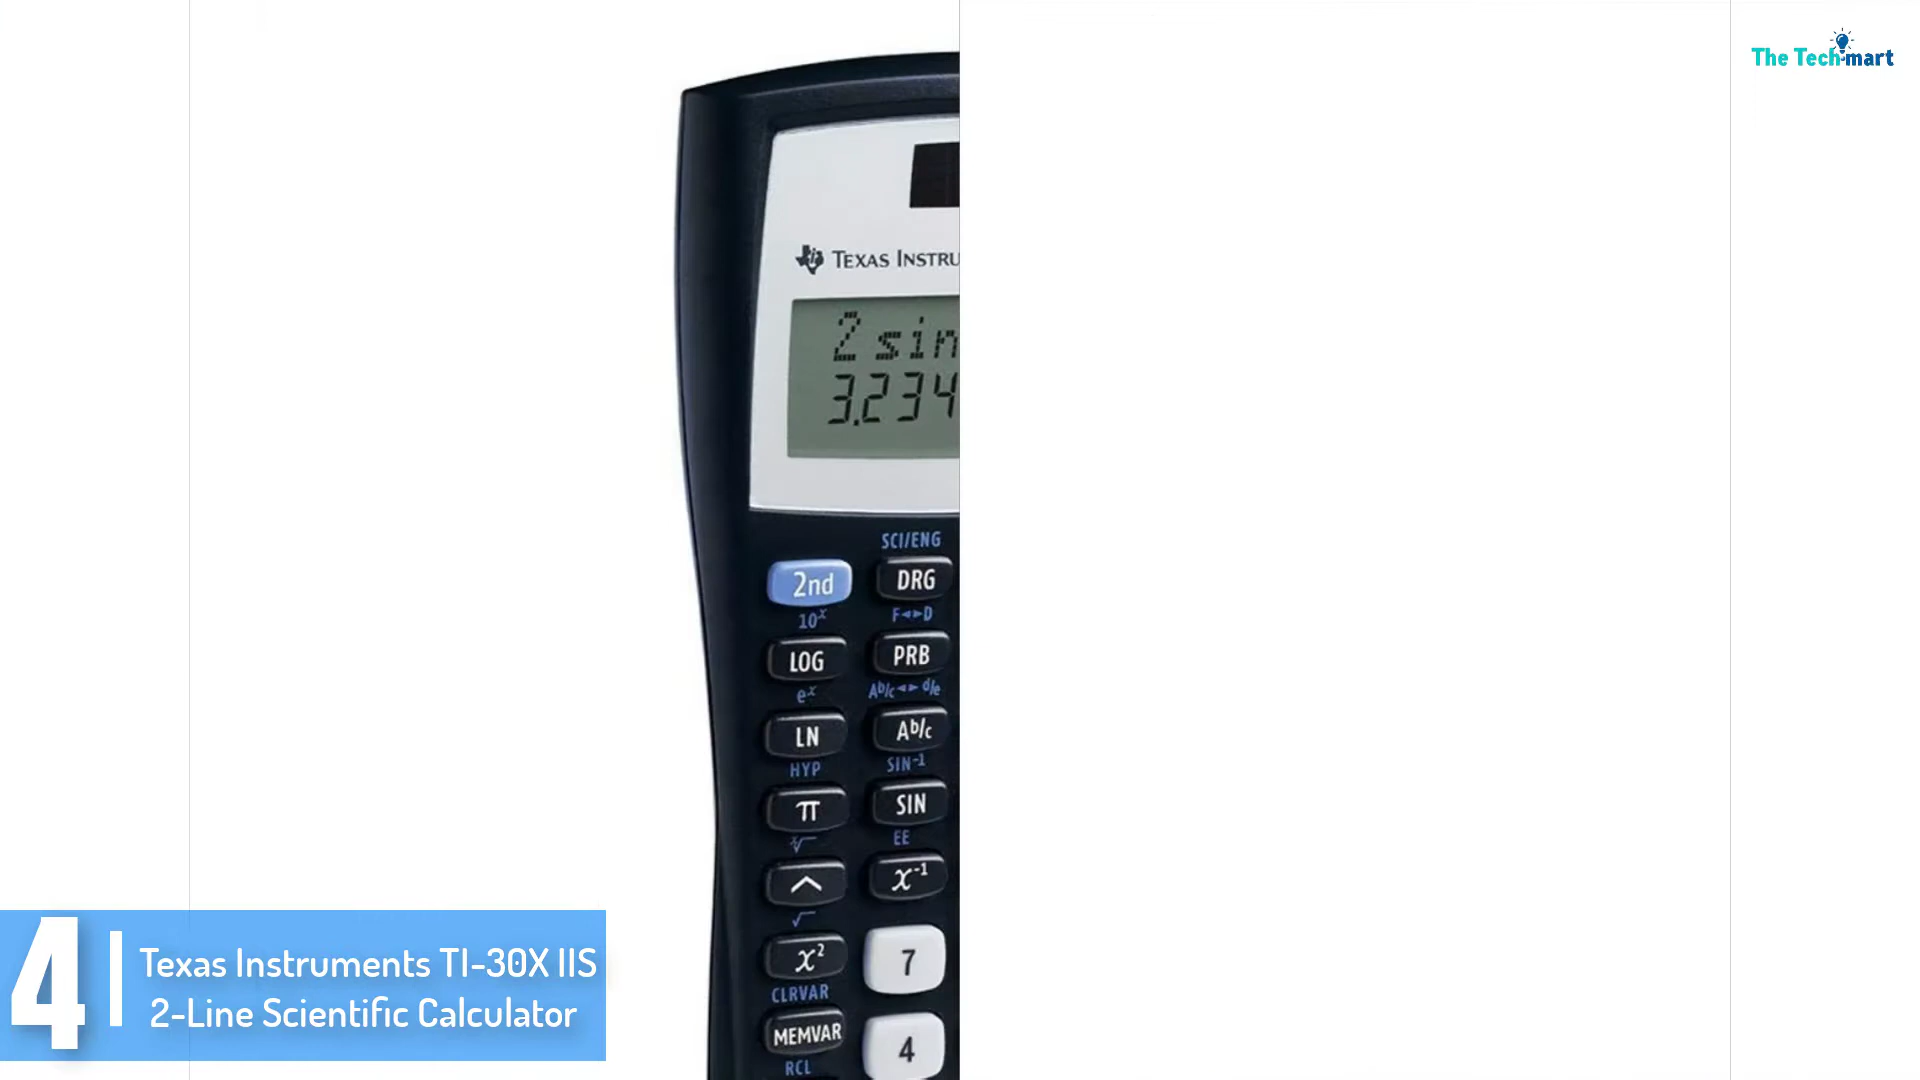 The Techmart
TEXAS INSTRU
2 sin
3.234
SCI/ENG
2nd DRG
10ˣ F◄►D
LOG PRB
eˣ Ab/c◄►d/e
LN Ab/c
HYP SIN⁻¹
π SIN
ˣ√ EE
^ x⁻¹
√
x² 7
CLRVAR
MEMVAR 4
RCL
4
Texas Instruments TI-30X IIS
2-Line Scientific Calculator